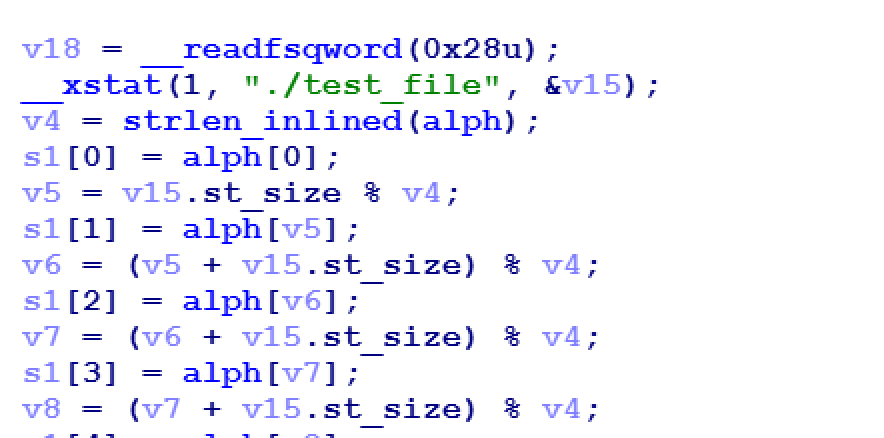 v18 = __readfsqword(0x28u);
__xstat(1, "./test_file", &v15);
v4 = strlen_inlined(alph);
s1[0] = alph[0];
v5 = v15.st_size % v4;
s1[1] = alph[v5];
v6 = (v5 + v15.st_size) % v4;
s1[2] = alph[v6];
v7 = (v6 + v15.st_size) % v4;
s1[3] = alph[v7];
v8 = (v7 + v15.st_size) % v4;